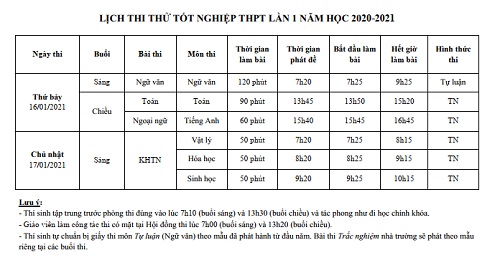 LỊCH THI THỬ TỐT NGHIỆP THPT LẦN 1 NĂM HỌC 2020-2021
Ngày thi | Buổi | Bài thi | Môn thi | Thời gian làm bài | Thời gian phát đề | Bắt đầu làm bài | Hết giờ làm bài | Hình thức thi
Thứ bảy 16/01/2021 | Sáng | Ngữ văn | Ngữ văn | 120 phút | 7h20 | 7h25 | 9h25 | Tự luận
Chiều | Toán | Toán | 90 phút | 13h45 | 13h50 | 15h20 | TN
Ngoại ngữ | Tiếng Anh | 60 phút | 15h40 | 15h45 | 16h45 | TN
Chủ nhật 17/01/2021 | Sáng | KHTN | Vật lý | 50 phút | 7h20 | 7h25 | 8h15 | TN
Hóa học | 50 phút | 8h20 | 8h25 | 9h15 | TN
Sinh học | 50 phút | 9h20 | 9h25 | 10h15 | TN
Lưu ý:
- Thí sinh tập trung trước phòng thi đúng vào lúc 7h10 (buổi sáng) và 13h30 (buổi chiều) và tác phong như đi học chính khóa.
- Giáo viên làm công tác thi có mặt tại Hội đồng thi lúc 7h00 (buổi sáng) và 13h20 (buổi chiều).
- Thí sinh tự chuẩn bị giấy thi môn Tự luận (Ngữ văn) theo mẫu đã phát hành từ đầu năm. Bài thi Trắc nghiệm nhà trường sẽ phát theo mẫu
riêng tại các buổi thi.